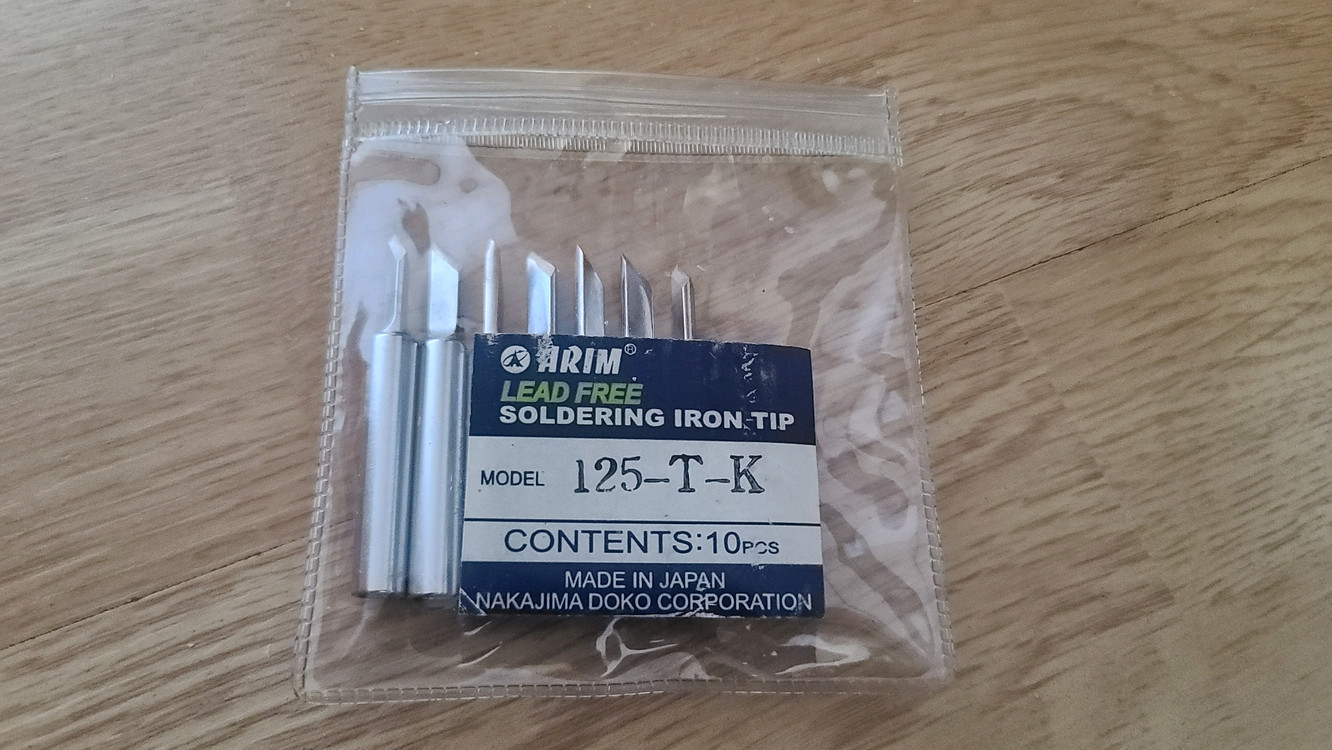 ARIM®
LEAD FREE
SOLDERING IRON TIP
MODEL 125-T-K
CONTENTS:10PCS
MADE IN JAPAN
NAKAJIMA DOKO CORPORATION